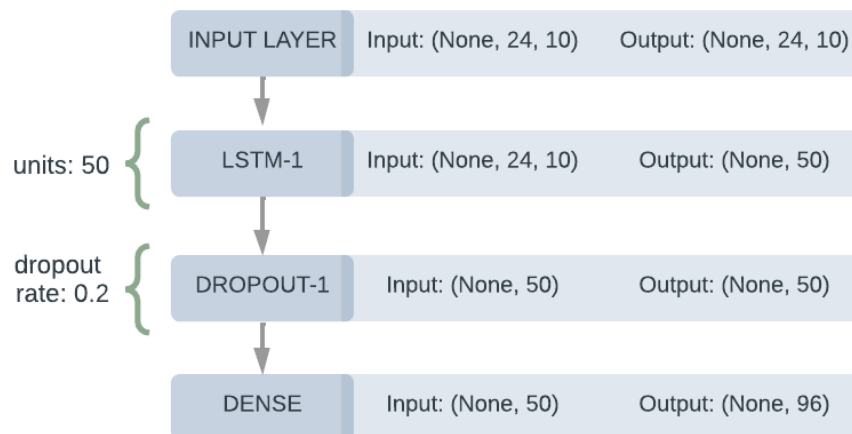 INPUT LAYER Input: (None, 24, 10) Output: (None, 24, 10)
units: 50
LSTM-1 Input: (None, 24, 10) Output: (None, 50)
dropout
rate: 0.2
DROPOUT-1 Input: (None, 50) Output: (None, 50)
DENSE Input: (None, 50) Output: (None, 96)